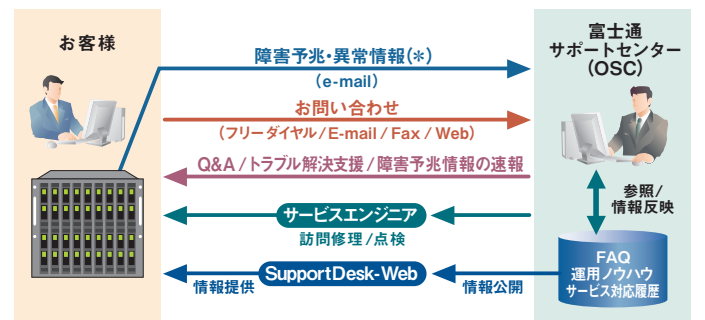 お客様
障害予兆・異常情報(＊)
(e-mail)
お問い合わせ
(フリーダイヤル/E-mail/Fax/Web)
Q&A/トラブル解決支援/障害予兆情報の速報
サービスエンジニア
訪問修理/点検
SupportDesk-Web
情報提供
情報公開
富士通
サポートセンター
(OSC)
参照/
情報反映
FAQ
運用ノウハウ
サービス対応履歴